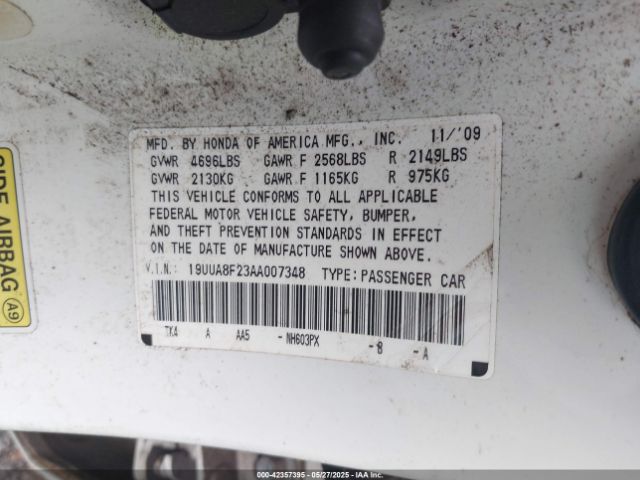 MFD. BY HONDA OF AMERICA MFG., INC. 11/'09
GVWR 4696LBS GAWR F 2568LBS R 2149LBS
GVWR 2130KG GAWR F 1165KG R 975KG
THIS VEHICLE CONFORMS TO ALL APPLICABLE
FEDERAL MOTOR VEHICLE SAFETY, BUMPER,
AND THEFT PREVENTION STANDARDS IN EFFECT
ON THE DATE OF MANUFACTURE SHOWN ABOVE.
V.I.N.: 19UUA8F23AA007348 TYPE: PASSENGER CAR
TK4 A AA5 - NH603PX - B - A
SIDE AIRBAG
A9
000-42357395 - 05/27/2025 - IAA Inc.